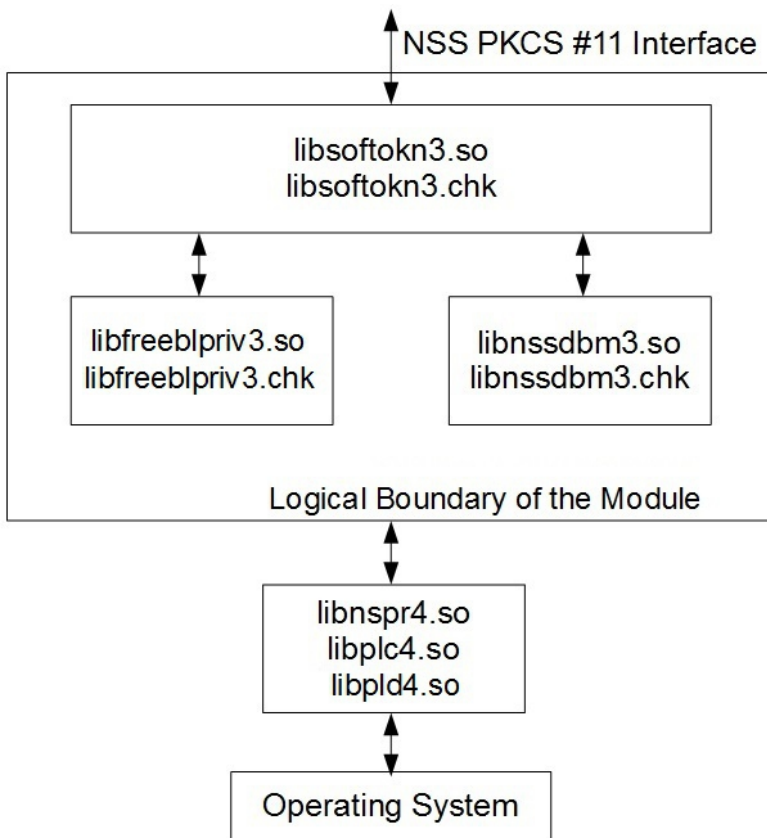 NSS PKCS #11 Interface
libsoftokn3.so
libsoftokn3.chk
libfreeblpriv3.so
libfreeblpriv3.chk
libnssdbm3.so
libnssdbm3.chk
Logical Boundary of the Module
libnspr4.so
libplc4.so
libpld4.so
Operating System